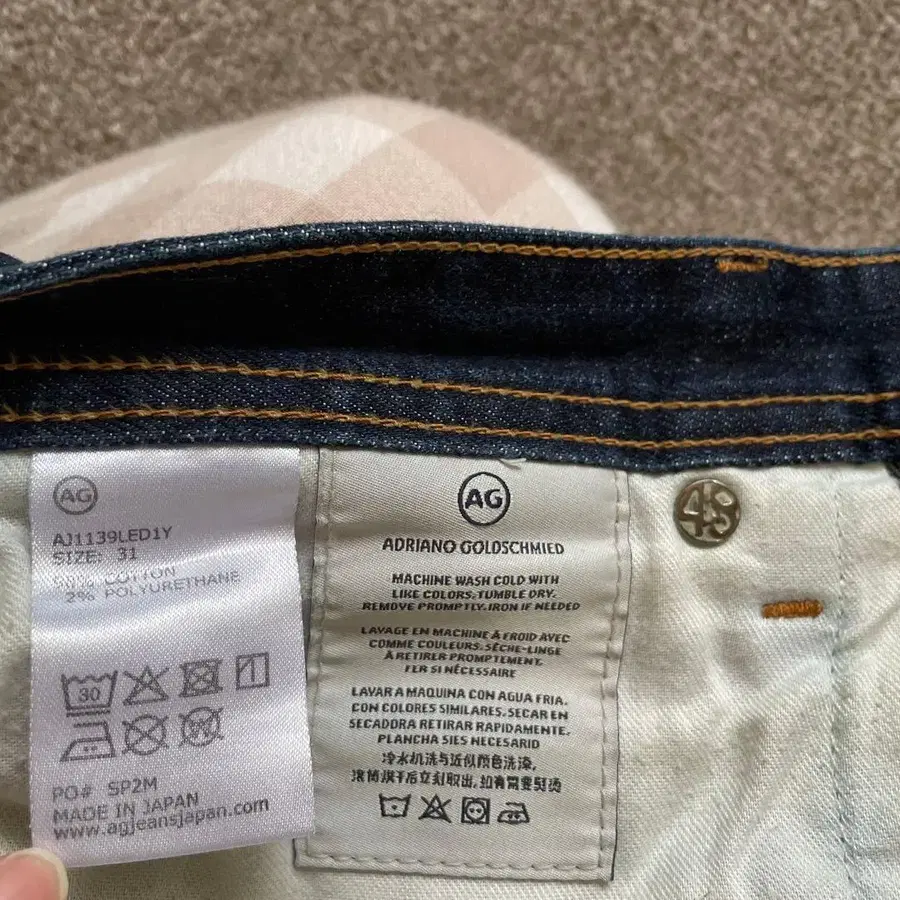 AG
AJ1139LED1Y
SIZE: 31
98% COTTON
2% POLYURETHANE
30
W
PO# SP2M
MADE IN JAPAN
www.agjeansjapan.com
AG
ADRIANO GOLDSCHMIED
MACHINE WASH COLD WITH
LIKE COLORS. TUMBLE DRY.
REMOVE PROMPTLY. IRON IF NEEDED
LAVAGE EN MACHINE À FROID AVEC
COMME COULEURS. SÈCHE-LINGE
À RETIRER PROMPTEMENT.
FER SI NÉCESSAIRE
LAVAR A MAQUINA CON AGUA FRIA.
CON COLORES SIMILARES. SECAR EN
SECADORA RETIRAR RAPIDAMENTE.
PLANCHA SIES NECESARIO
冷水机洗与近似颜色洗涤,
滚筒烘干后立刻取出, 如有需要熨烫
48